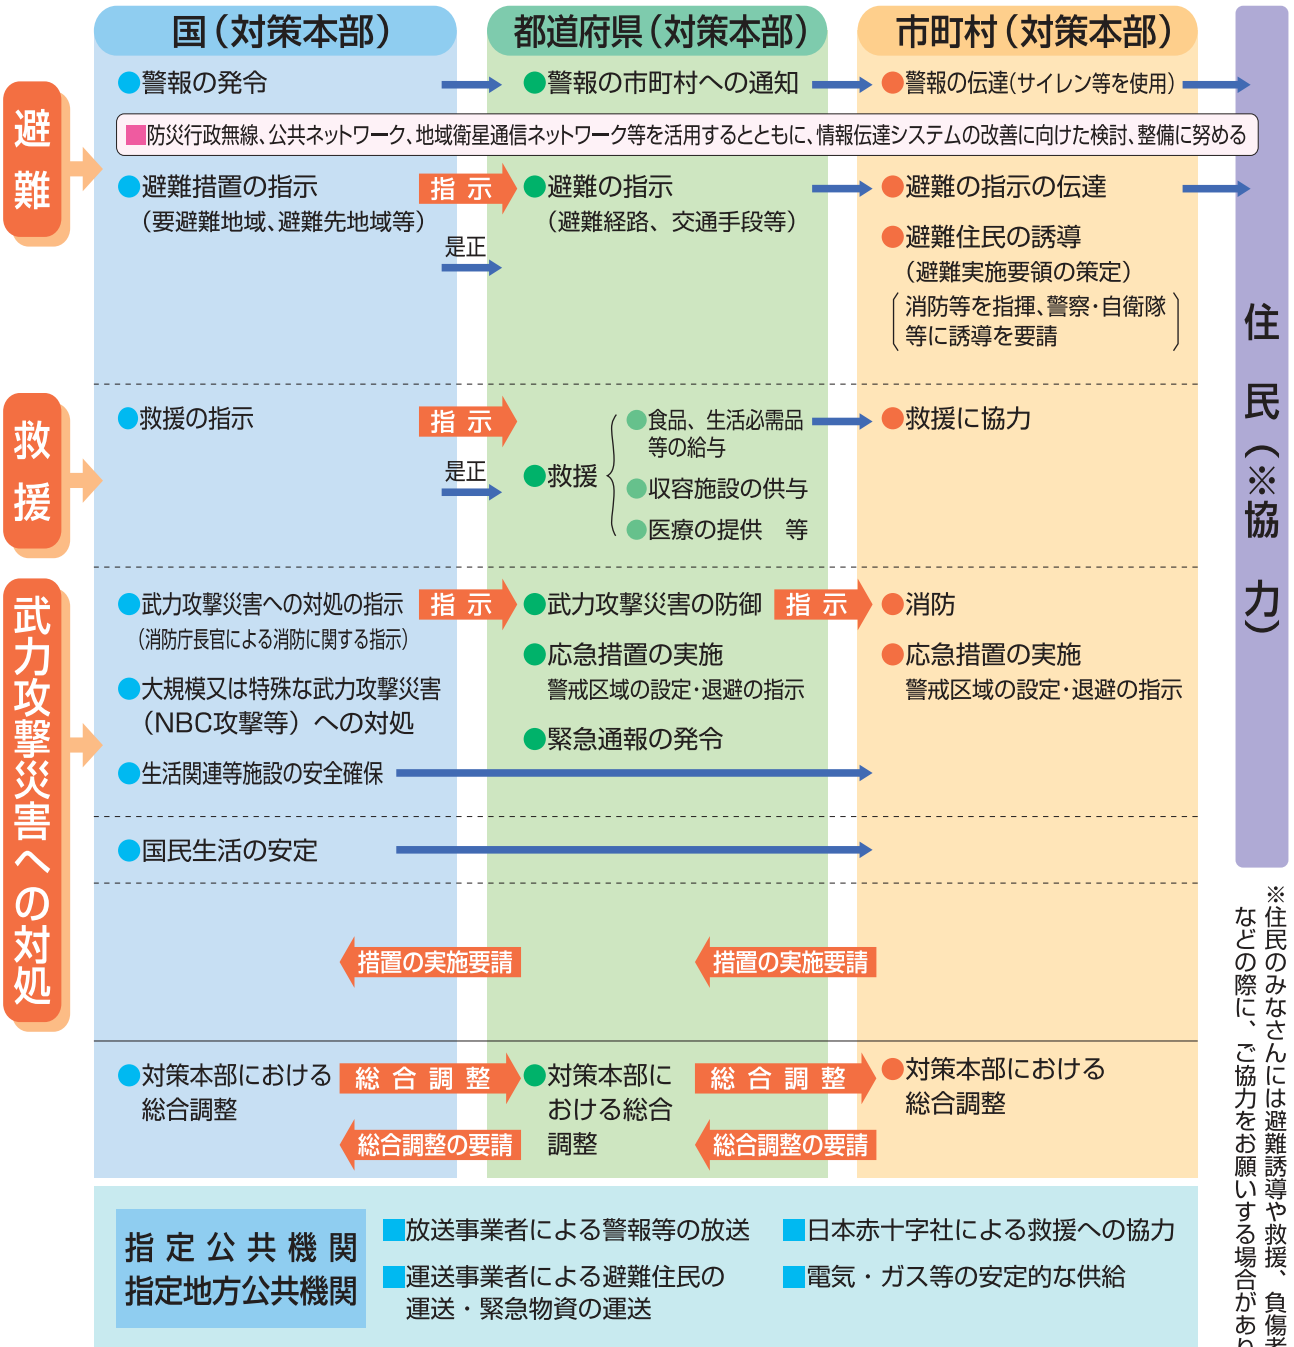 国（対策本部）
都道府県（対策本部）
市町村（対策本部）
避難
●警報の発令
●警報の市町村への通知
●警報の伝達（サイレン等を使用）
■防災行政無線、公共ネットワーク、地域衛星通信ネットワーク等を活用するとともに、情報伝達システムの改善に向けた検討、整備に努める
●避難措置の指示
（要避難地域、避難先地域等）
指示
是正
●避難の指示
（避難経路、交通手段等）
●避難の指示の伝達
●避難住民の誘導
（避難実施要領の策定）
消防等を指揮、警察・自衛隊
等に誘導を要請
住民（※協力）
救援
●救援の指示
指示
是正
●救援
●食品、生活必需品
等の給与
●収容施設の供与
●医療の提供　等
●救援に協力
武力攻撃災害への対処
●武力攻撃災害への対処の指示
（消防庁長官による消防に関する指示）
指示
●武力攻撃災害の防御
指示
●消防
●大規模又は特殊な武力攻撃災害
（NBC攻撃等）への対処
●応急措置の実施
警戒区域の設定・退避の指示
●応急措置の実施
警戒区域の設定・退避の指示
●緊急通報の発令
●生活関連等施設の安全確保
●国民生活の安定
措置の実施要請
措置の実施要請
●対策本部における
総合調整
総合調整
総合調整の要請
●対策本部に
おける総合
調整
総合調整
総合調整の要請
●対策本部における
総合調整
指定公共機関
指定地方公共機関
■放送事業者による警報等の放送
■運送事業者による避難住民の
運送・緊急物資の運送
■日本赤十字社による救援への協力
■電気・ガス等の安定的な供給
※住民のみなさんには避難誘導や救援、負傷者
などの際に、ご協力をお願いする場合があり